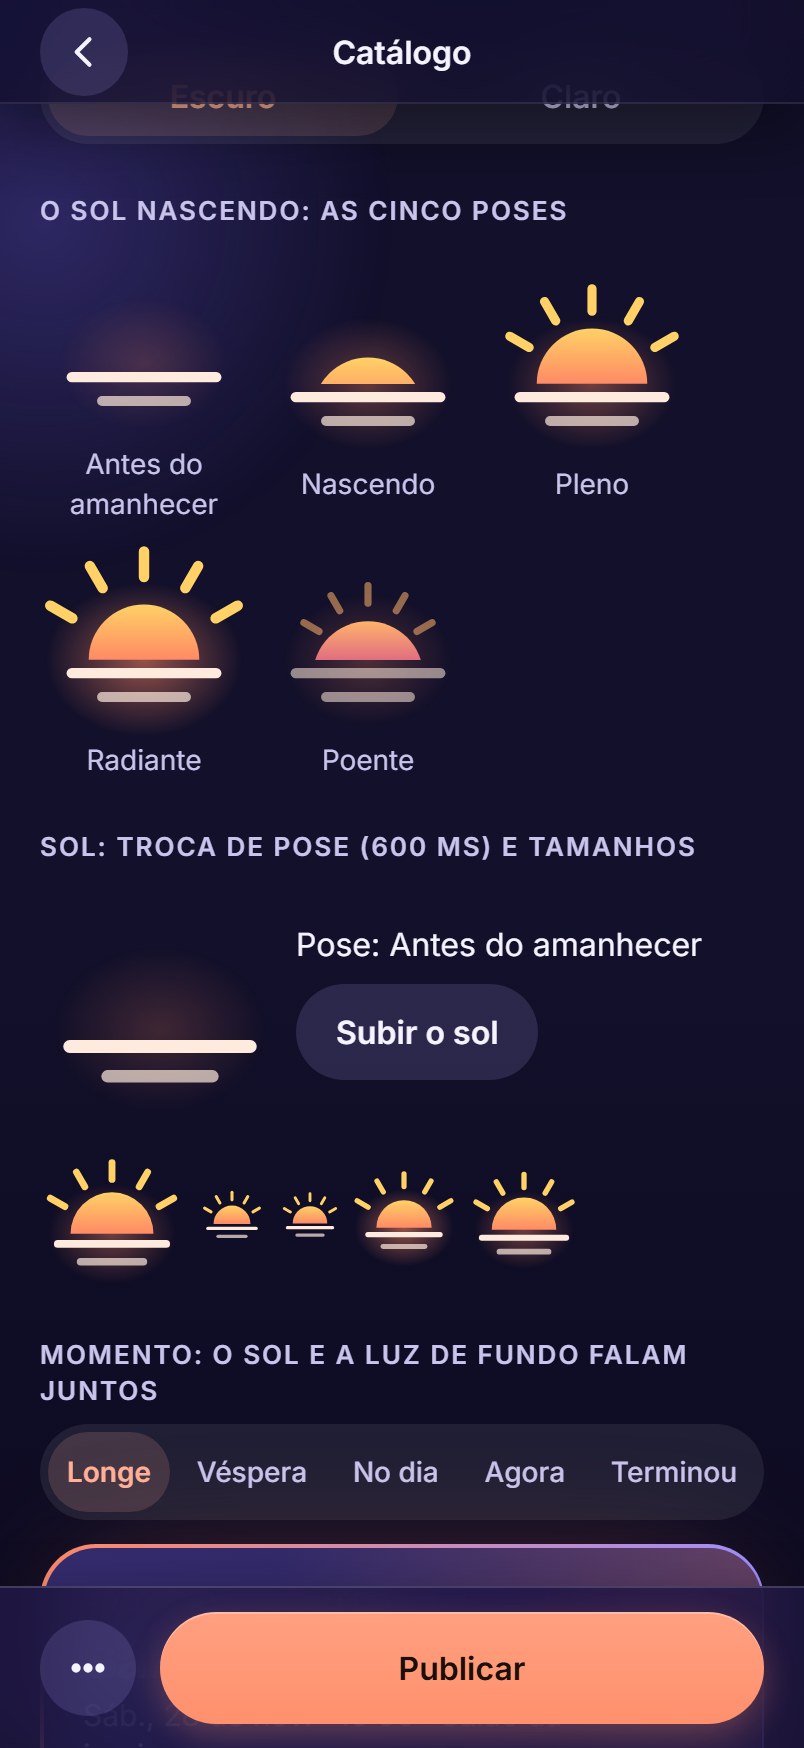 Catálogo
Escuro
Claro
O SOL NASCENDO: AS CINCO POSES
Antes do
amanhecer
Nascendo
Pleno
Radiante
Poente
SOL: TROCA DE POSE (600 MS) E TAMANHOS
Pose: Antes do amanhecer
Subir o sol
MOMENTO: O SOL E A LUZ DE FUNDO FALAM
JUNTOS
Longe
Véspera
No dia
Agora
Terminou
Publicar